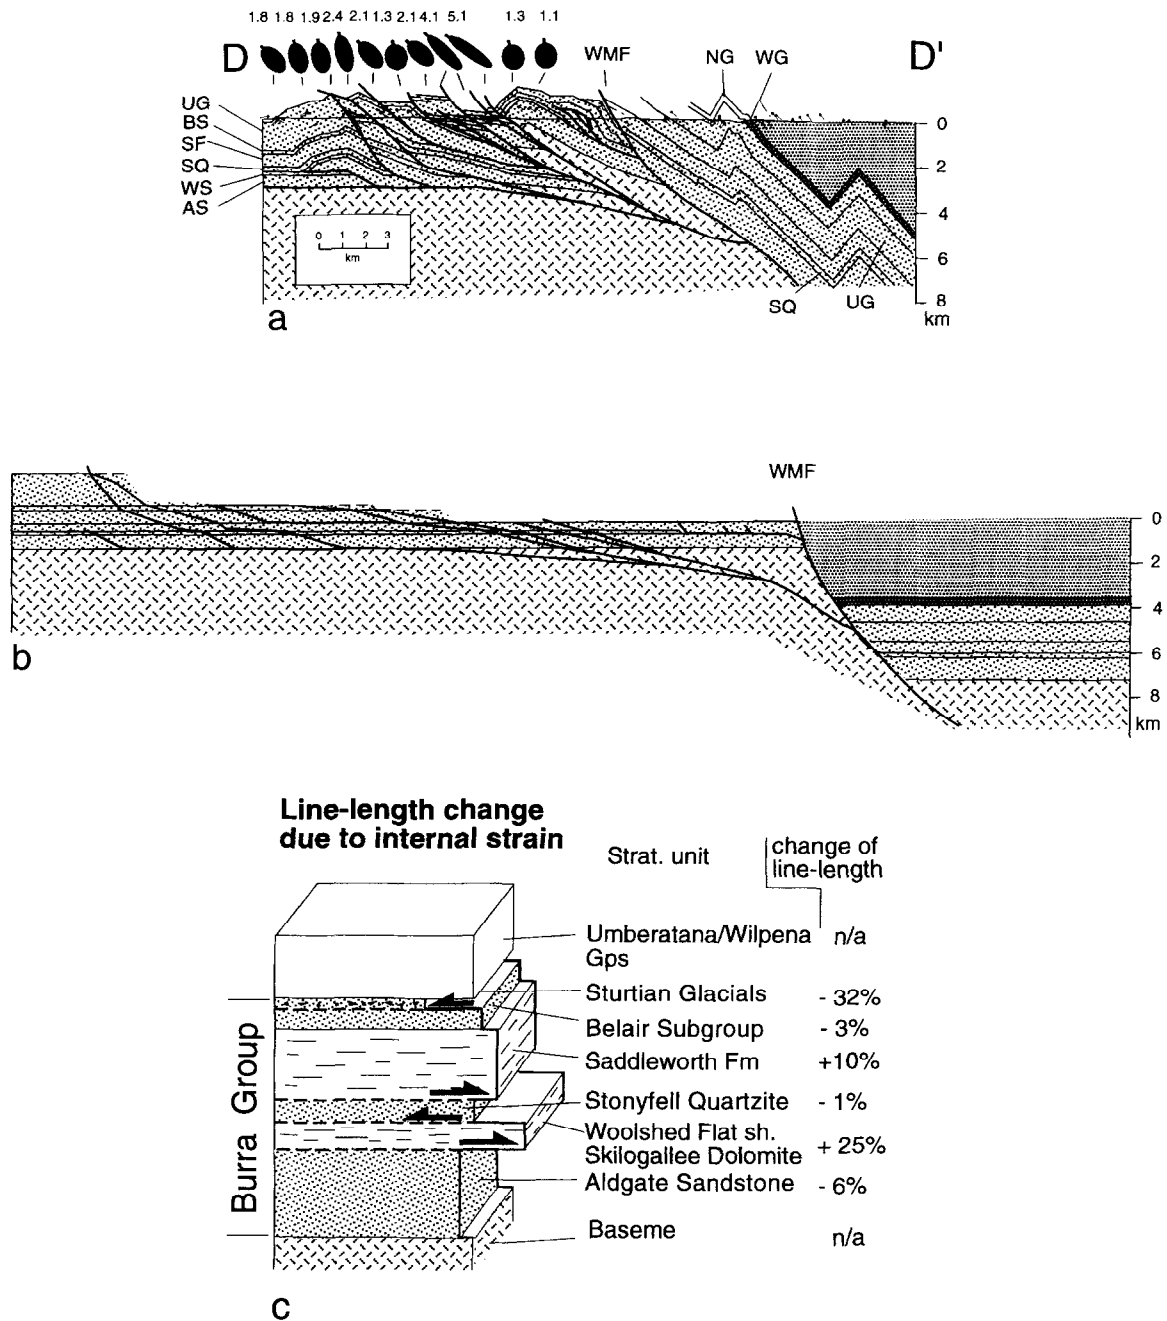 1.8 1.8 1.9 2.4 2.1 1.3 2.1 4.1 5.1 1.3 1.1
D
WMF
NG
WG
D'
UG
BS
SF
SQ
WS
AS
0
2
4
6
8
km
0 1 2 3
km
SQ
UG
a
WMF
0
2
4
6
8
km
b
Line-length change
due to internal strain
Strat. unit
change of
line-length
Umberatana/Wilpena
Gps
n/a
Sturtian Glacials
- 32%
Belair Subgroup
- 3%
Saddleworth Fm
+10%
Stonyfell Quartzite
- 1%
Woolshed Flat sh.
Skilogallee Dolomite
+ 25%
Aldgate Sandstone
- 6%
Baseme
n/a
Burra Group
c